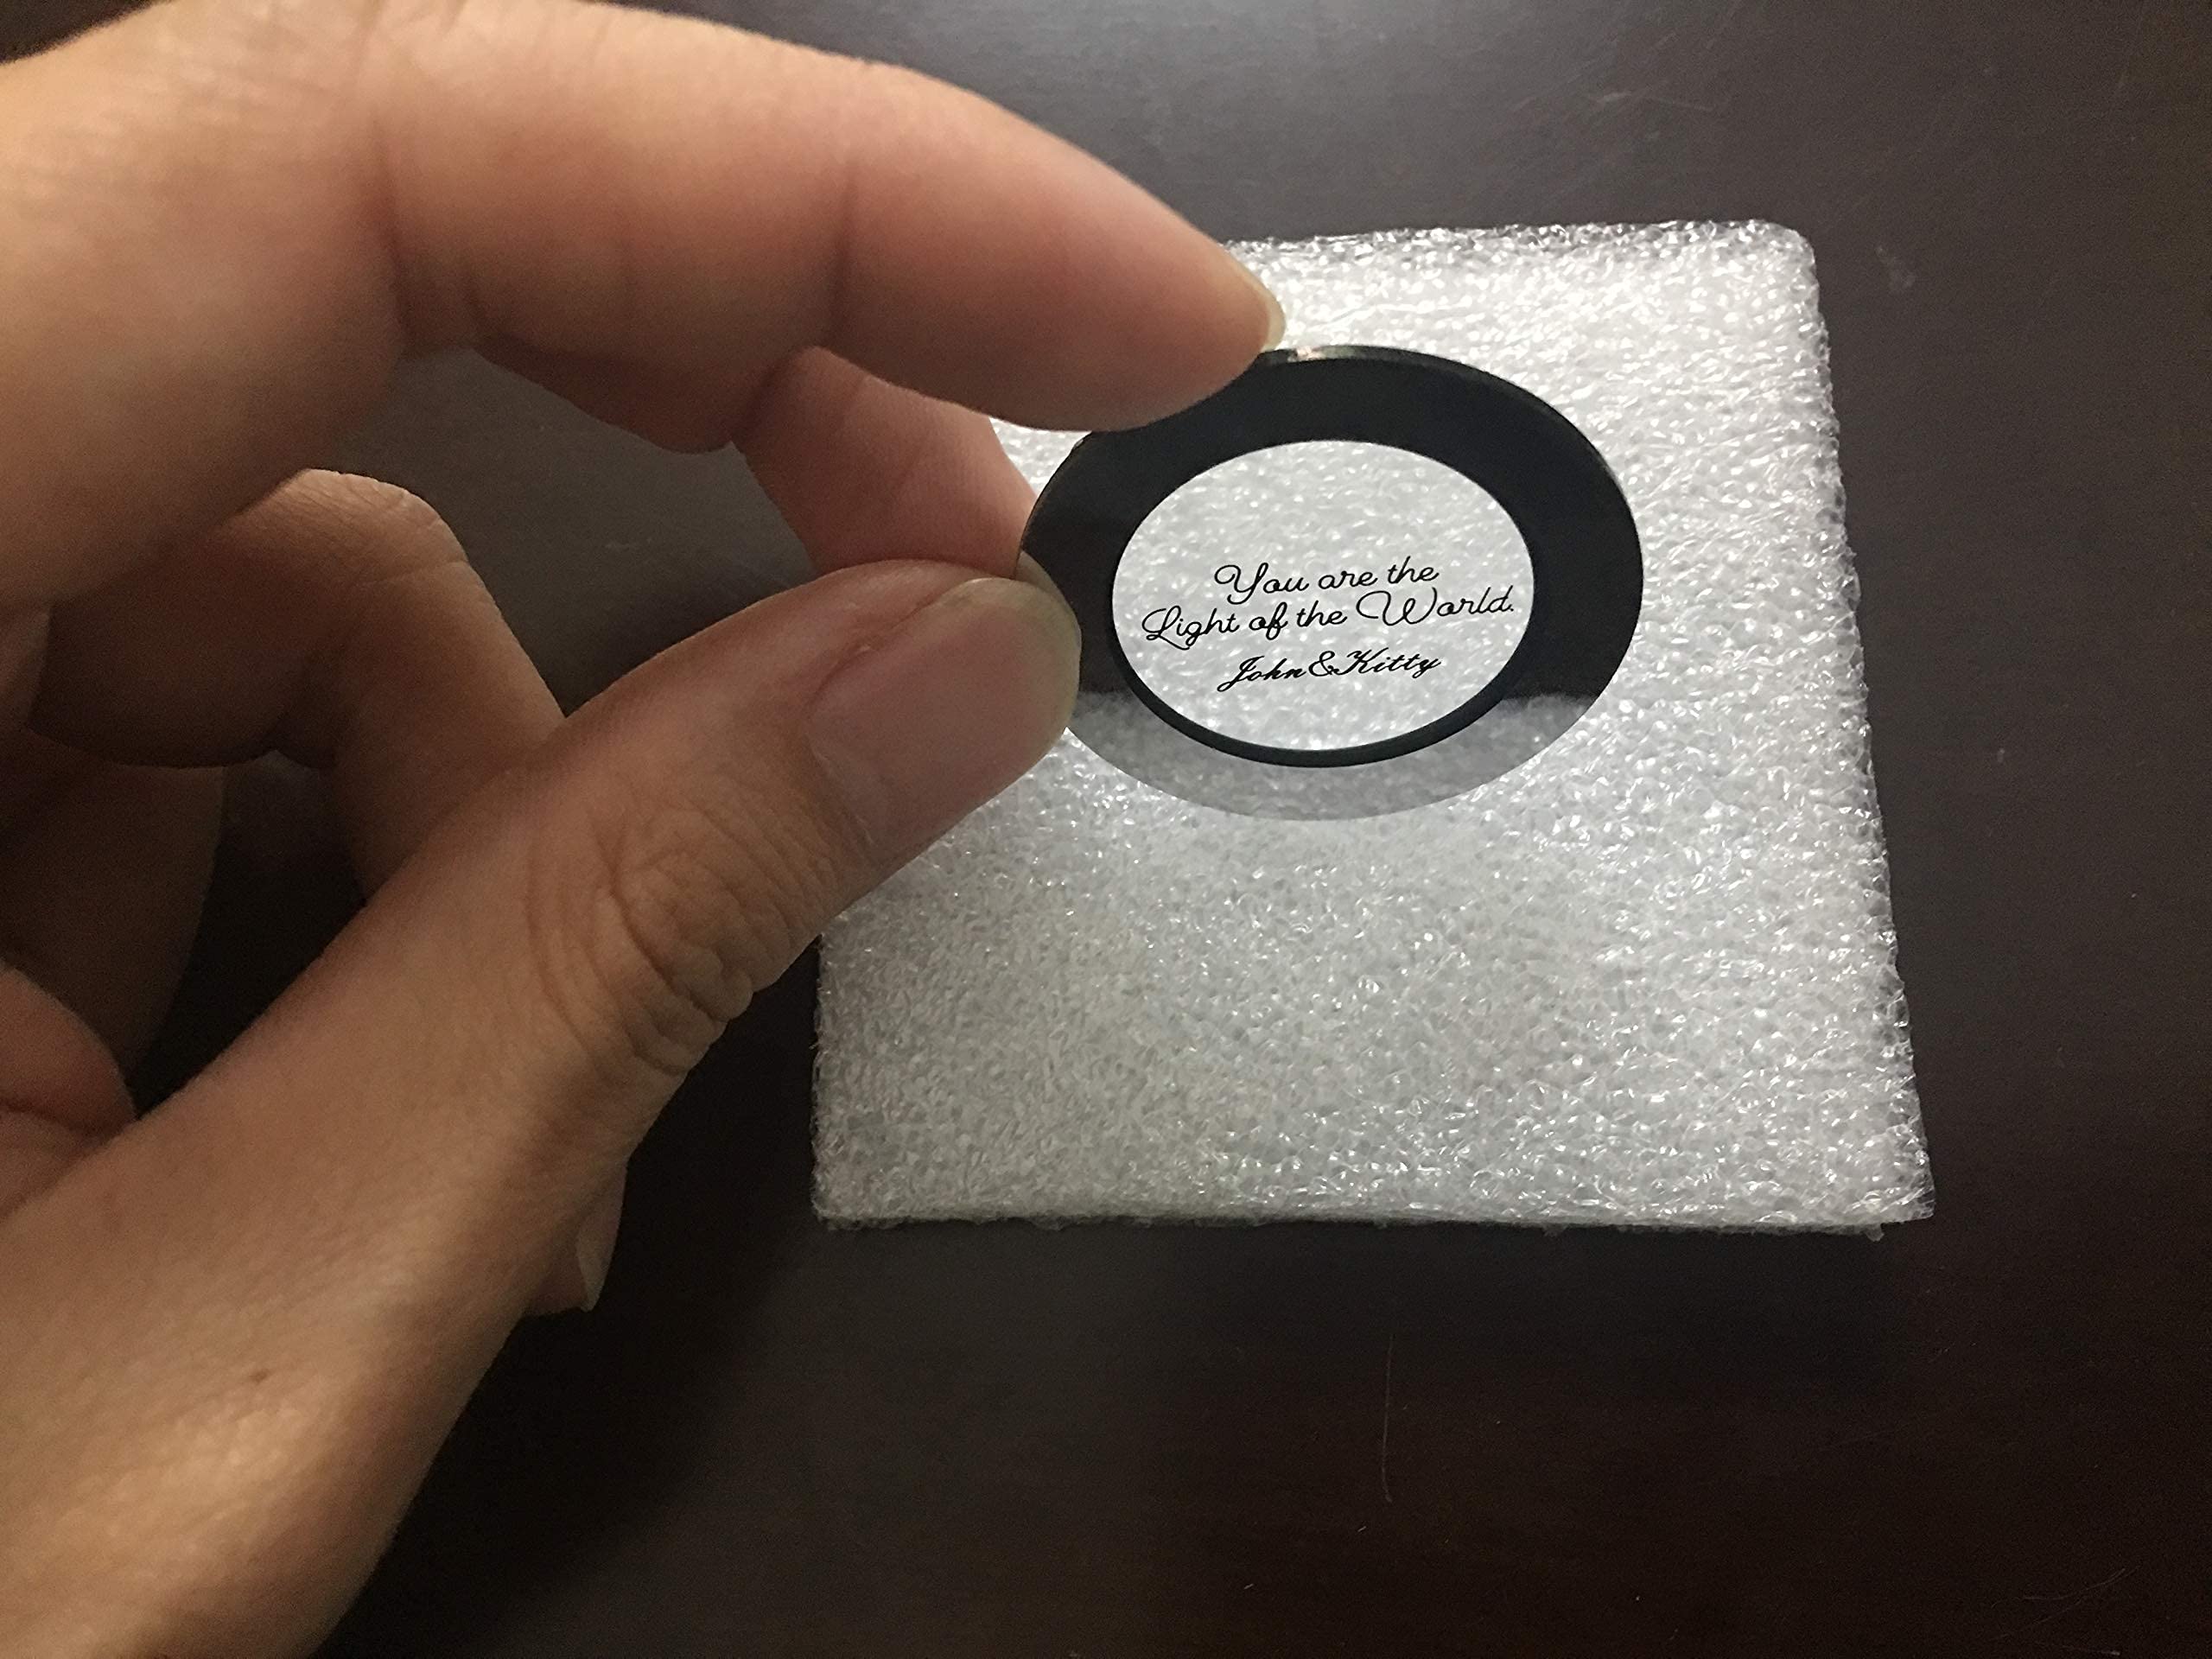 You are the
Light of the World.
John&Kitty